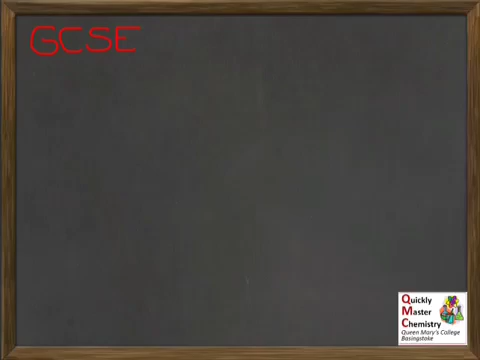 GCSE
Quickly
Master
Chemistry
Queen Mary's College
Basingstoke